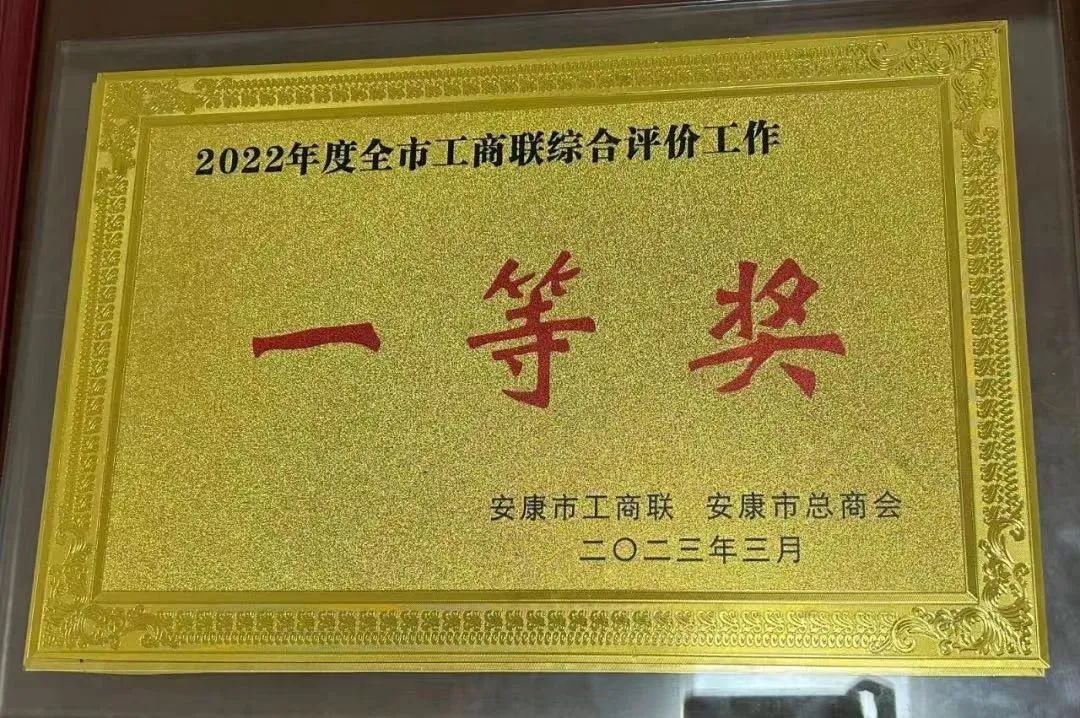 2022年度全市工商联综合评价工作
一等奖
安康市工商联 安康市总商会
二〇二三年三月